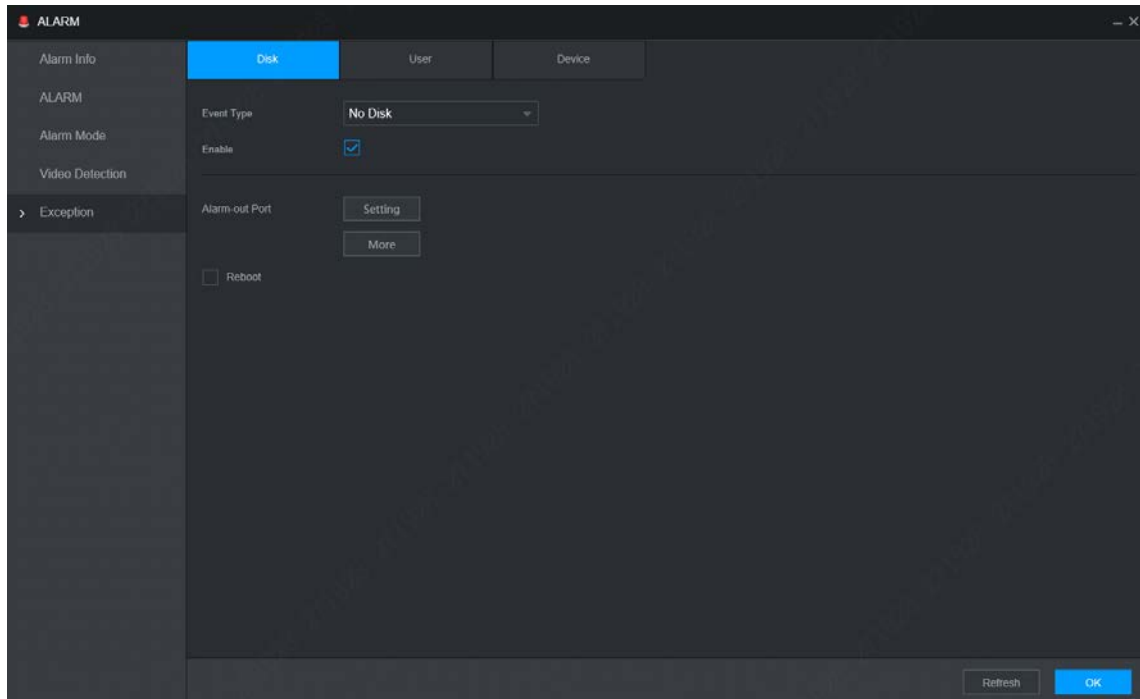 ALARM
Alarm Info
Disk User Device
ALARM
Event Type No Disk
Alarm Mode
Enable
Video Detection
Exception
Alarm-out Port Setting
More
Reboot
Refresh OK